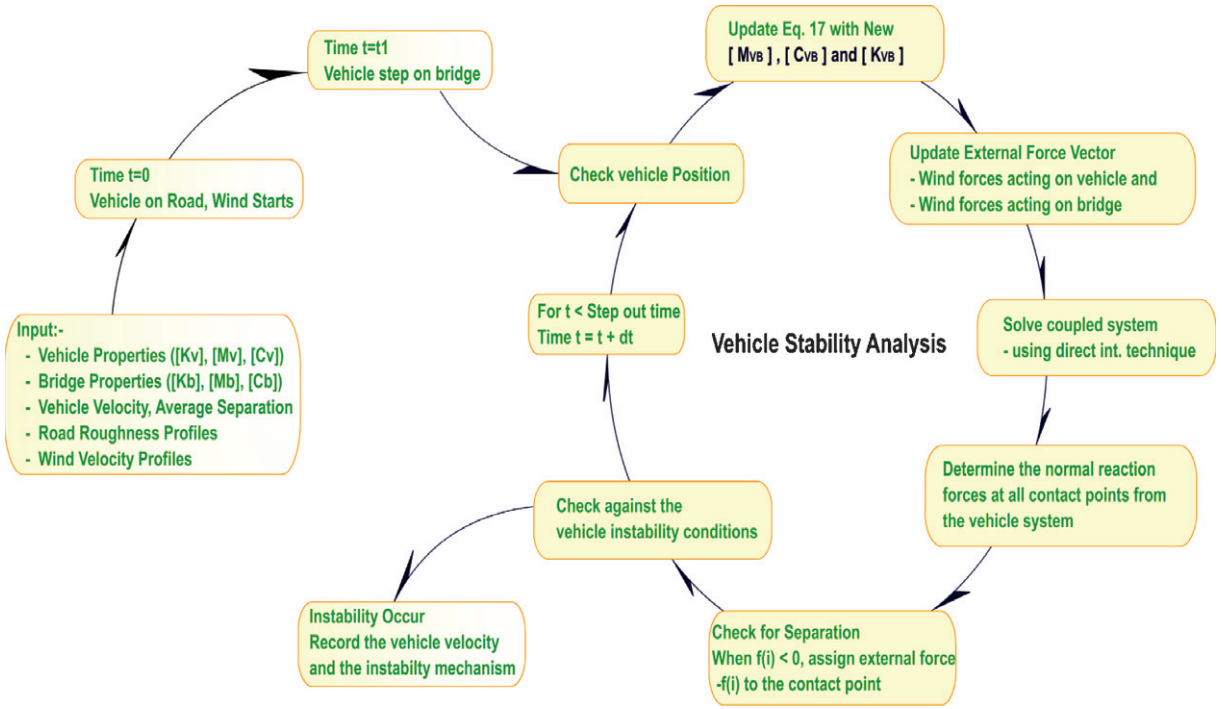 Input:-
- Vehicle Properties ([Kv], [Mv], [Cv])
- Bridge Properties ([Kb], [Mb], [Cb])
- Vehicle Velocity, Average Separation
- Road Roughness Profiles
- Wind Velocity Profiles
Time t=0
Vehicle on Road, Wind Starts
Time t=t1
Vehicle step on bridge
Check vehicle Position
Update Eq. 17 with New
[ MVB ] , [ CVB ] and [ KVB ]
Update External Force Vector
- Wind forces acting on vehicle and
- Wind forces acting on bridge
Solve coupled system
- using direct int. technique
Determine the normal reaction
forces at all contact points from
the vehicle system
Check for Separation
When f(i) < 0, assign external force
-f(i) to the contact point
Check against the
vehicle instability conditions
Instability Occur
Record the vehicle velocity
and the instabilty mechanism
For t < Step out time
Time t = t + dt
Vehicle Stability Analysis